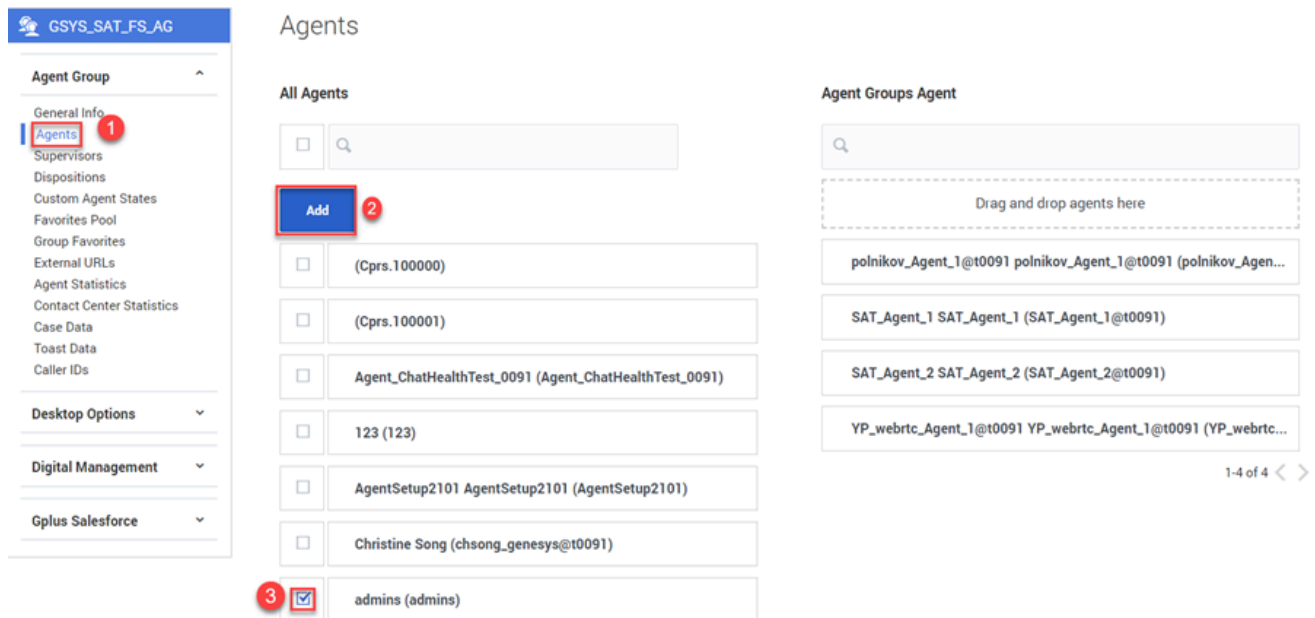 GSYS_SAT_FS_AG
Agent Group
General Info
Agents
1
Supervisors
Dispositions
Custom Agent States
Favorites Pool
Group Favorites
External URLs
Agent Statistics
Contact Center Statistics
Case Data
Toast Data
Caller IDs
Desktop Options
Digital Management
Gplus Salesforce
Agents
All Agents
Add
2
(Cprs.100000)
(Cprs.100001)
Agent_ChatHealthTest_0091 (Agent_ChatHealthTest_0091)
123 (123)
AgentSetup2101 AgentSetup2101 (AgentSetup2101)
Christine Song (chsong_genesys@t0091)
3
admins (admins)
Agent Groups Agent
Drag and drop agents here
polnikov_Agent_1@t0091 polnikov_Agent_1@t0091 (polnikov_Agen...
SAT_Agent_1 SAT_Agent_1 (SAT_Agent_1@t0091)
SAT_Agent_2 SAT_Agent_2 (SAT_Agent_2@t0091)
YP_webrtc_Agent_1@t0091 YP_webrtc_Agent_1@t0091 (YP_webrtc...
1-4 of 4